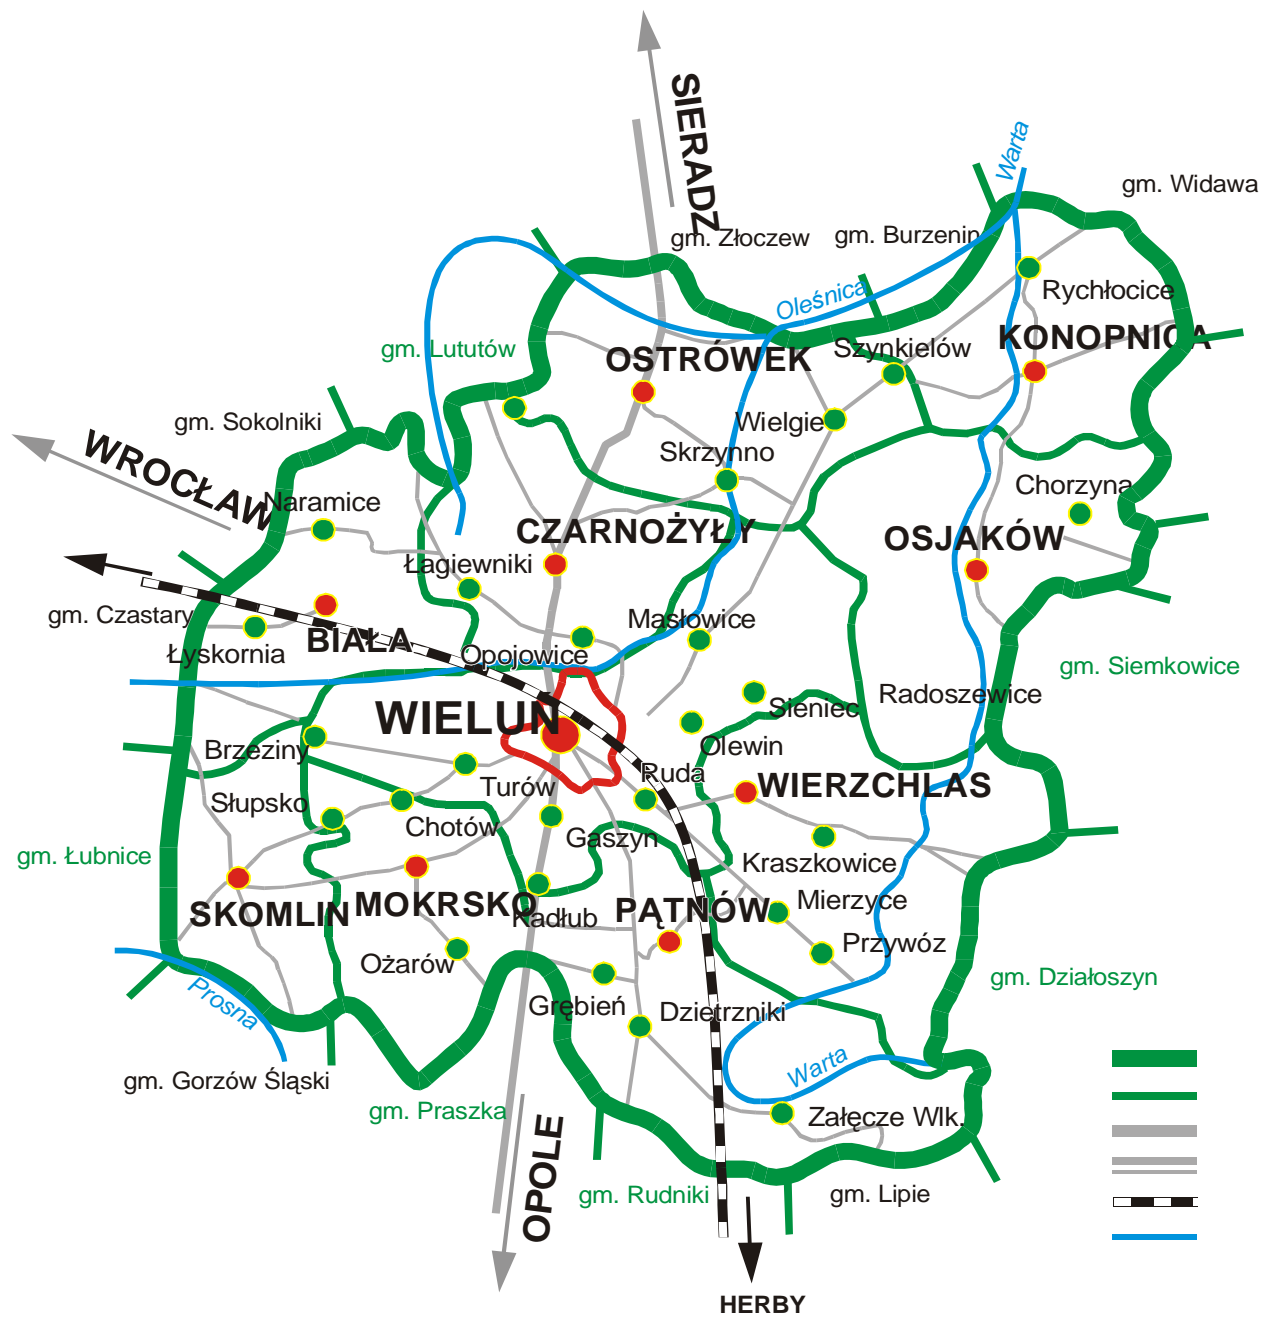 SIERADZ
Warta
gm. Widawa
gm. Złoczew
gm. Burzenin
Rychłocice
Oleśnica
KONOPNICA
gm. Lututów
OSTRÓWEK
Szynkielów
gm. Sokolniki
Wielgie
WROCŁAW
Skrzynno
Naramice
Chorzyna
CZARNOŻYŁY
OSJAKÓW
Łagiewniki
gm. Czastary
Masłowice
BIAŁA
Łyskornia
Opojowice
gm. Siemkowice
Radoszewice
Sieniec
WIELUŃ
Olewin
Brzeziny
Ruda
Turów
WIERZCHLAS
Słupsko
Chotów
Gaszyn
gm. Łubnice
Kraszkowice
Mierzyce
MOKRSKO
PĄTNÓW
SKOMLIN
Kadłub
Przywóz
Ożarów
gm. Działoszyn
Prosna
Grębień
Dzietrzniki
Warta
gm. Gorzów Śląski
gm. Praszka
Załęcze Wlk.
OPOLE
gm. Rudniki
gm. Lipie
HERBY